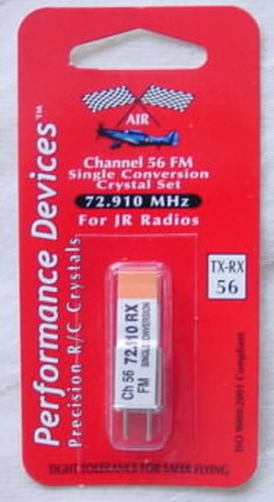 AIR
Channel 56 FM
Single Conversion
Crystal Set
72.910 MHz
For JR Radios
Performance Devices™
Precision R/C Crystals
TX-RX
56
Ch 56 72.910 RX
FM SINGLE CONVERSION
ISO 9000:2001 Compliant
TIGHT TOLERANCE FOR SAFER FLYING